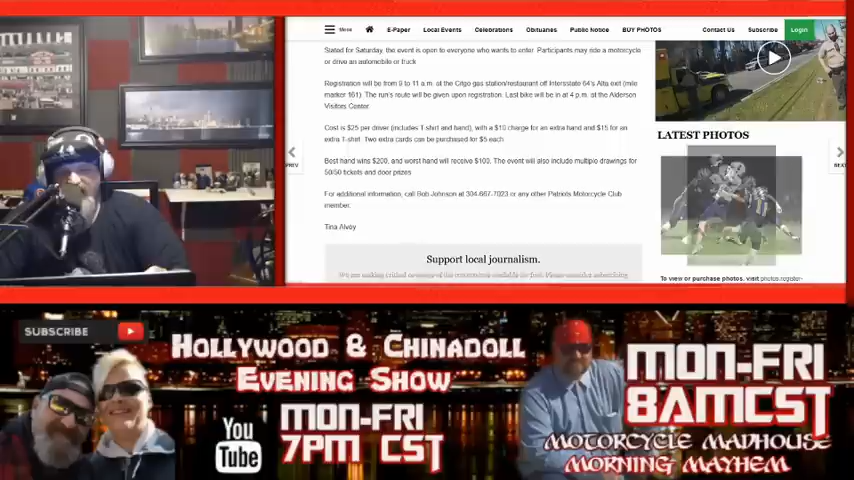 Menu
E-Paper
Local Events
Celebrations
Obituaries
Public Notice
BUY PHOTOS
Contact Us
Subscribe
Login
Stated for Saturday, the event is open to everyone who wants to enter. Participants may ride a motorcycle
or drive an automobile or truck
Registration will be from 9 to 11 a.m. at the Citgo gas station/restaurant off Interstate 64's Alta exit (mile
marker 161). The run's route will be given upon registration. Last bike will be in at 4 p.m. at the Alderson
Visitors Center.
Cost is $25 per driver (includes T-shirt and hand), with a $10 charge for an extra hand and $15 for an
extra T-shirt. Two extra cards can be purchased for $5 each
Best hand wins $200, and worst hand will receive $100. The event will also include multiple drawings for
50/50 tickets and door prizes
For additional information, call Bob Johnson at 304-667-7023 or any other Patriots Motorcycle Club
member.
Tina Alvey
PREV
Support local journalism.
LATEST PHOTOS
NEXT
To view or purchase photos, visit photos.register-
SUBSCRIBE
HOLLYWOOD & CHINADOLL
EVENING SHOW
You
Tube
MON-FRI
7PM CST
MON-FRI
8AMCST
MOTORCYCLE MADHOUSE
MORNING MAYHEM